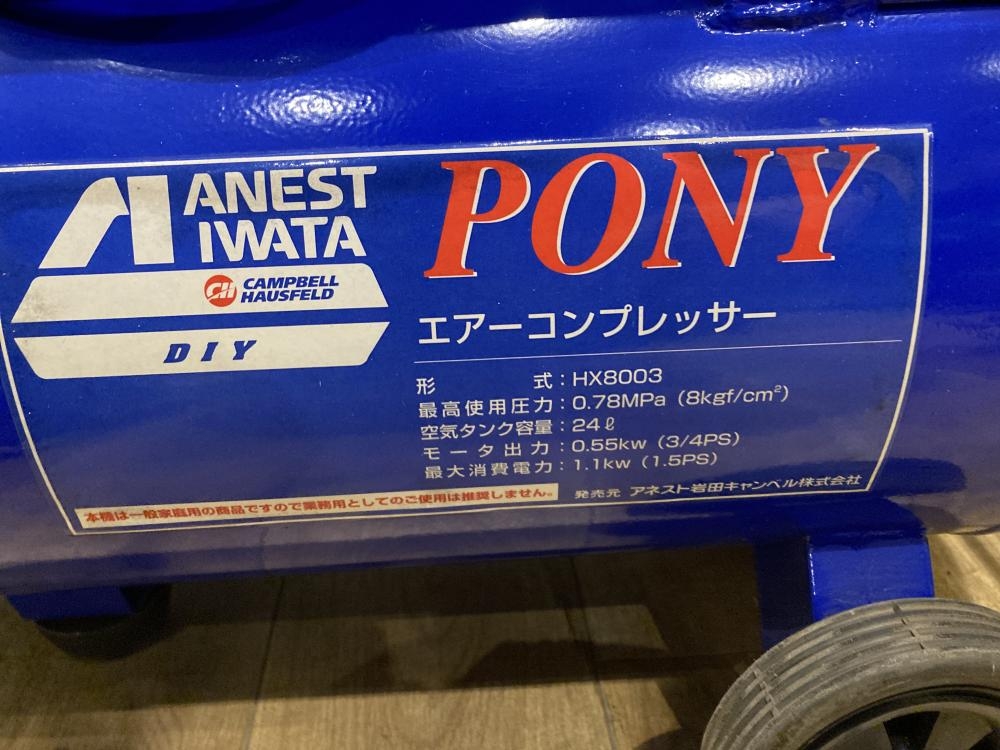 ANEST
IWATA
CH CAMPBELL
HAUSFELD
DIY
PONY
エアーコンプレッサー
形　　　式：HX8003
最高使用圧力：0.78MPa（8kgf/cm²）
空気タンク容量：24ℓ
モータ出力：0.55kw（3/4PS）
最大消費電力：1.1kw（1.5PS）
本機は一般家庭用の商品ですので業務用としてのご使用は推奨しません。
発売元 アネスト岩田キャンベル株式会社